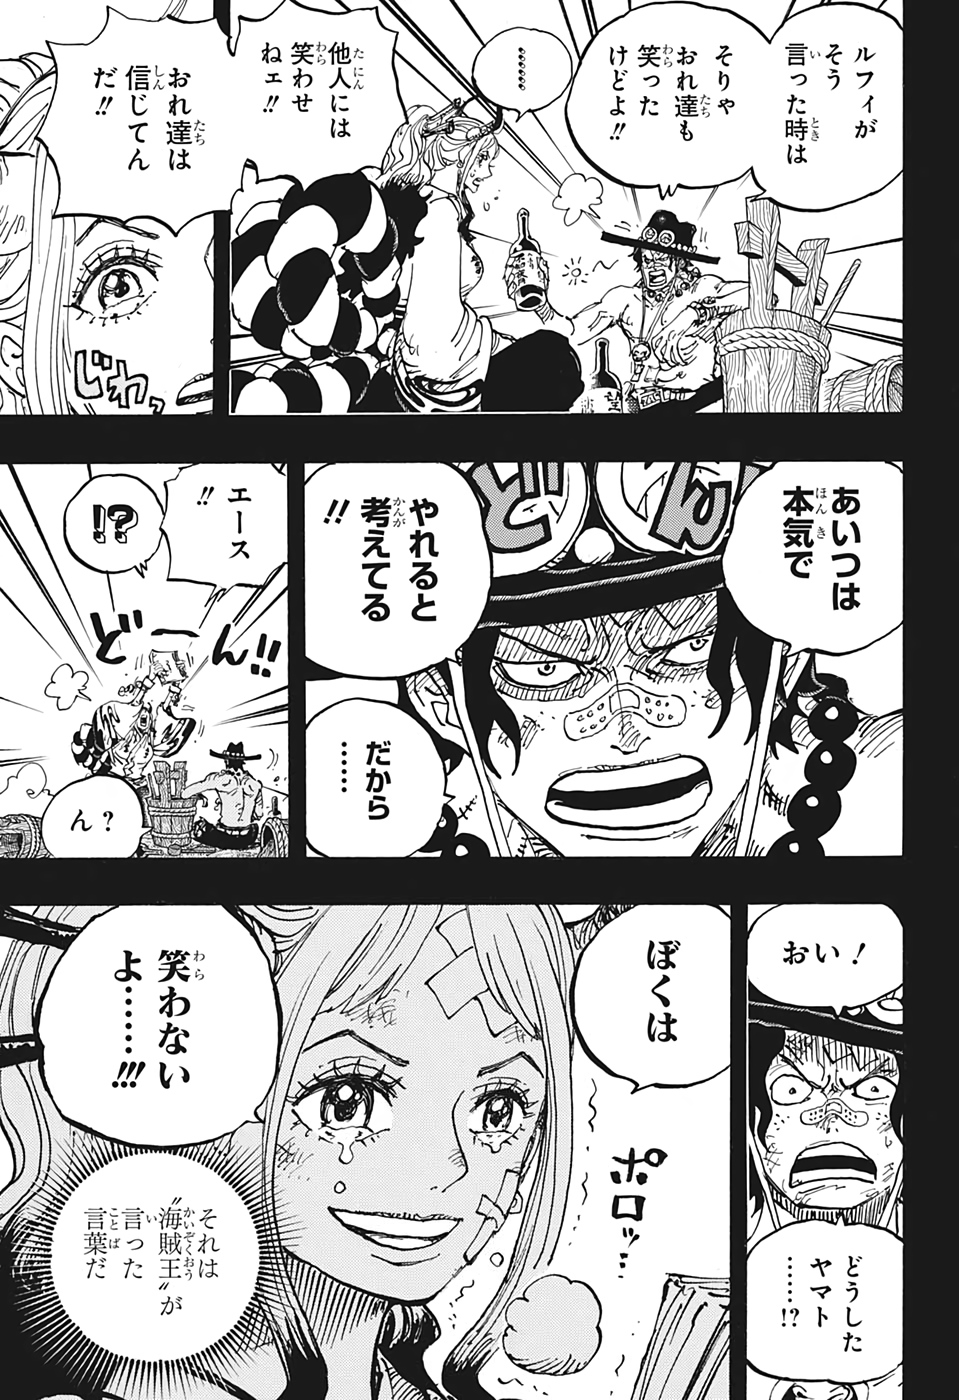 ルフィが
そう
言った時は
そりゃ
おれ達も
笑った
けどよ!!
……
他人には
笑わせ
ねェ!!
おれ達は
信じてん
だ!!
じわっ
あいつは
本気で
やれると
考えてる
!!
だから
……
エース
!!
!?
どーん!!
ん?
おい!
どうした
ヤマト
……!?
ぼくは
笑わない
よ……!!!
ポロッ…
それは
“海賊王”が
言った
言葉だ